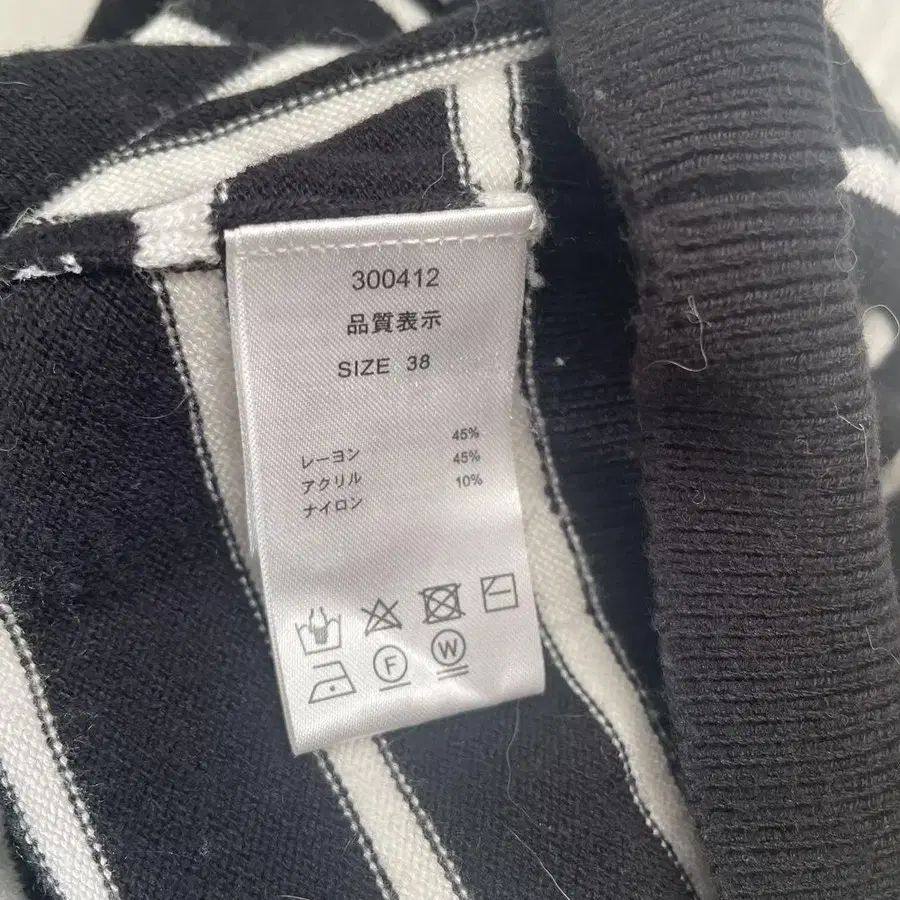 300412
品質表示
SIZE 38
45%
レーヨン 45%
アクリル 10%
ナイロン
F W